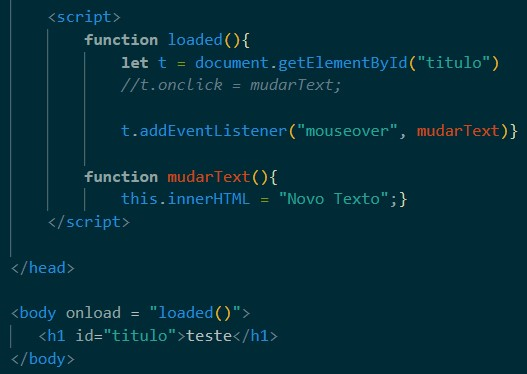 <script>
function loaded(){
let t = document.getElementById("titulo")
//t.onclick = mudarText;
t.addEventListener("mouseover", mudarText)}
function mudarText(){
this.innerHTML = "Novo Texto";}
</script>
</head>
<body onload = "loaded()">
<h1 id="titulo">teste</h1>
</body>